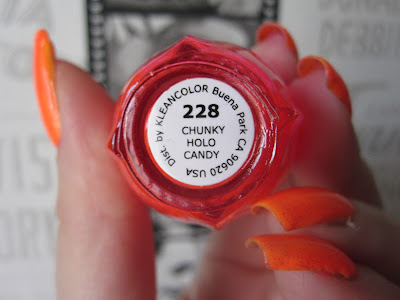 Dist. by KLEANCOLOR Buena Park CA 90620 USA
228
CHUNKY
HOLO
CANDY